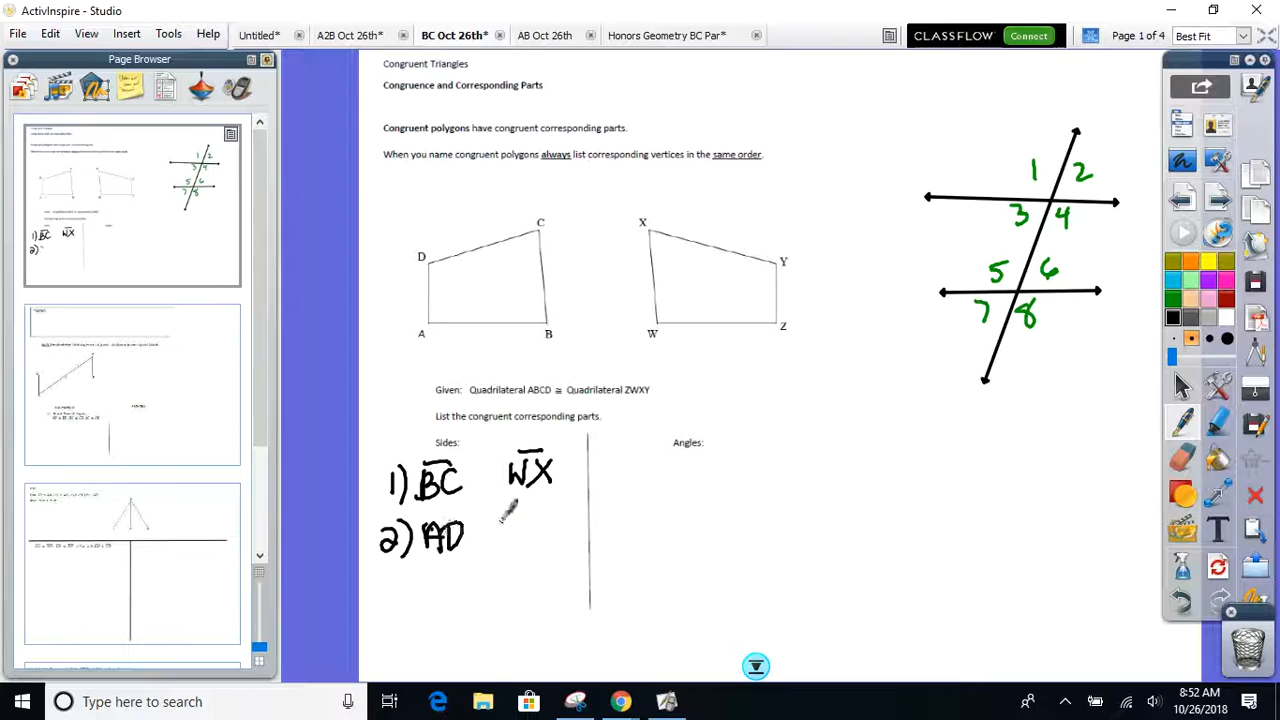 ActivInspire - Studio
File Edit View Insert Tools Help
Untitled* A2B Oct 26th* BC Oct 26th* AB Oct 26th Honors Geometry BC Par* CLASSFLOW Connect Page 1 of 4 Best Fit
Page Browser
Congruent Triangles
Congruence and Corresponding Parts
Congruent polygons have congruent corresponding parts.
When you name congruent polygons always list corresponding vertices in the same order.
1 2
3 4
5 6
7 8
C X
D Y
A B W Z
Given: Quadrilateral ABCD ≅ Quadrilateral ZWXY
List the congruent corresponding parts.
Sides: Angles:
1) B̅C̅ W̅X̅
2) AD
T
Type here to search
8:52 AM
10/26/2018